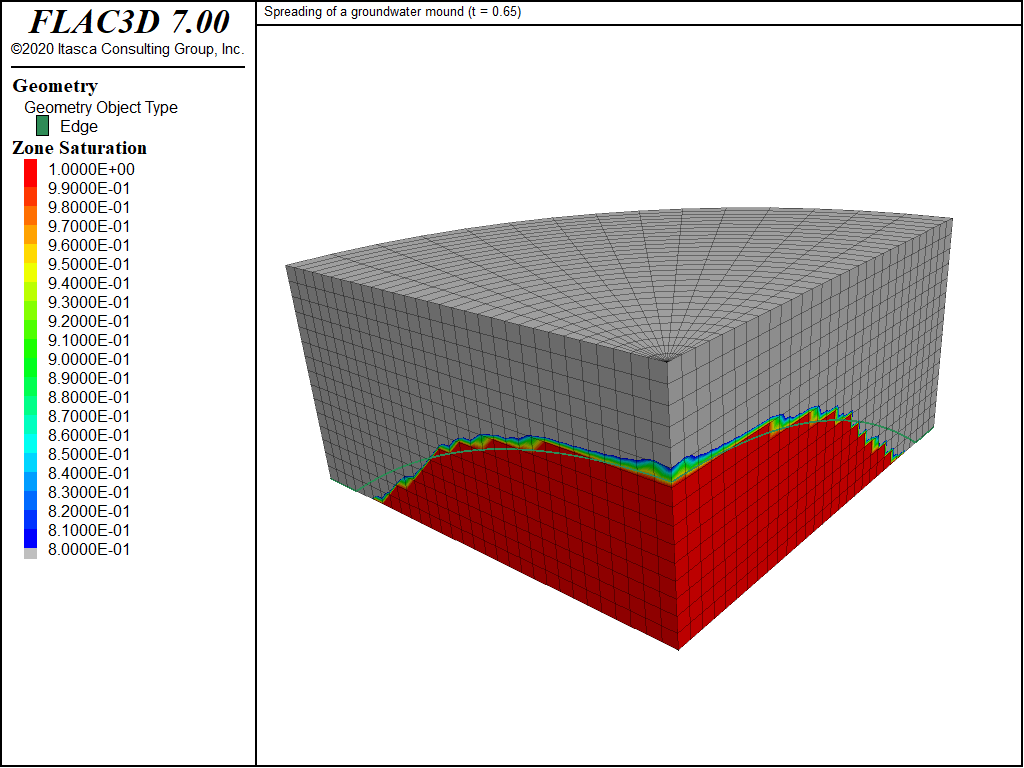 FLAC3D 7.00
©2020 Itasca Consulting Group, Inc.
Geometry
Geometry Object Type
Edge
Zone Saturation
1.0000E+00
9.9000E-01
9.8000E-01
9.7000E-01
9.6000E-01
9.5000E-01
9.4000E-01
9.3000E-01
9.2000E-01
9.1000E-01
9.0000E-01
8.9000E-01
8.8000E-01
8.7000E-01
8.6000E-01
8.5000E-01
8.4000E-01
8.3000E-01
8.2000E-01
8.1000E-01
8.0000E-01
Spreading of a groundwater mound (t = 0.65)